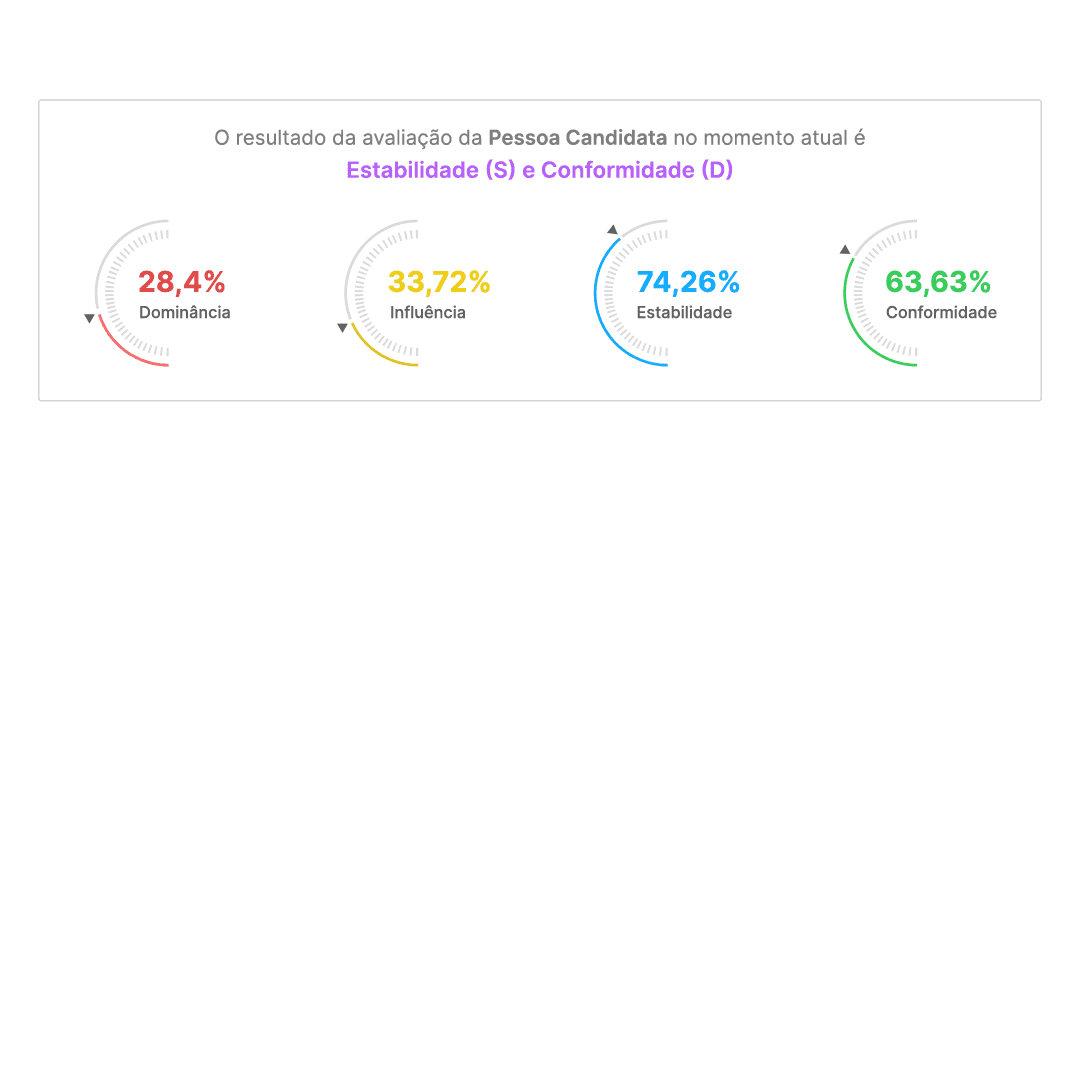 O resultado da avaliação da Pessoa Candidata no momento atual é
Estabilidade (S) e Conformidade (D)
28,4%
Dominância
33,72%
Influência
74,26%
Estabilidade
63,63%
Conformidade